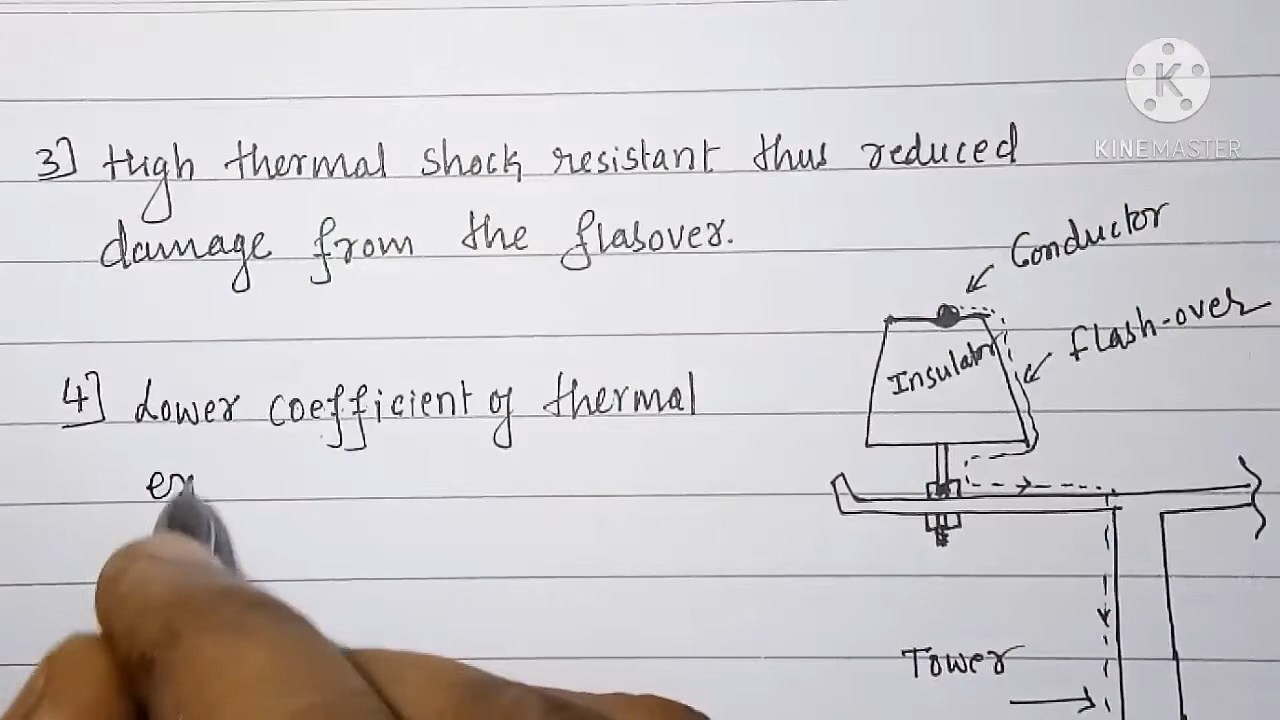 3] High thermal shock resistant thus reduced
damage from the flasover.
4] Lower coefficient of thermal
ex
Conductor
flash-over
Insulator
Tower
K
KINEMASTER